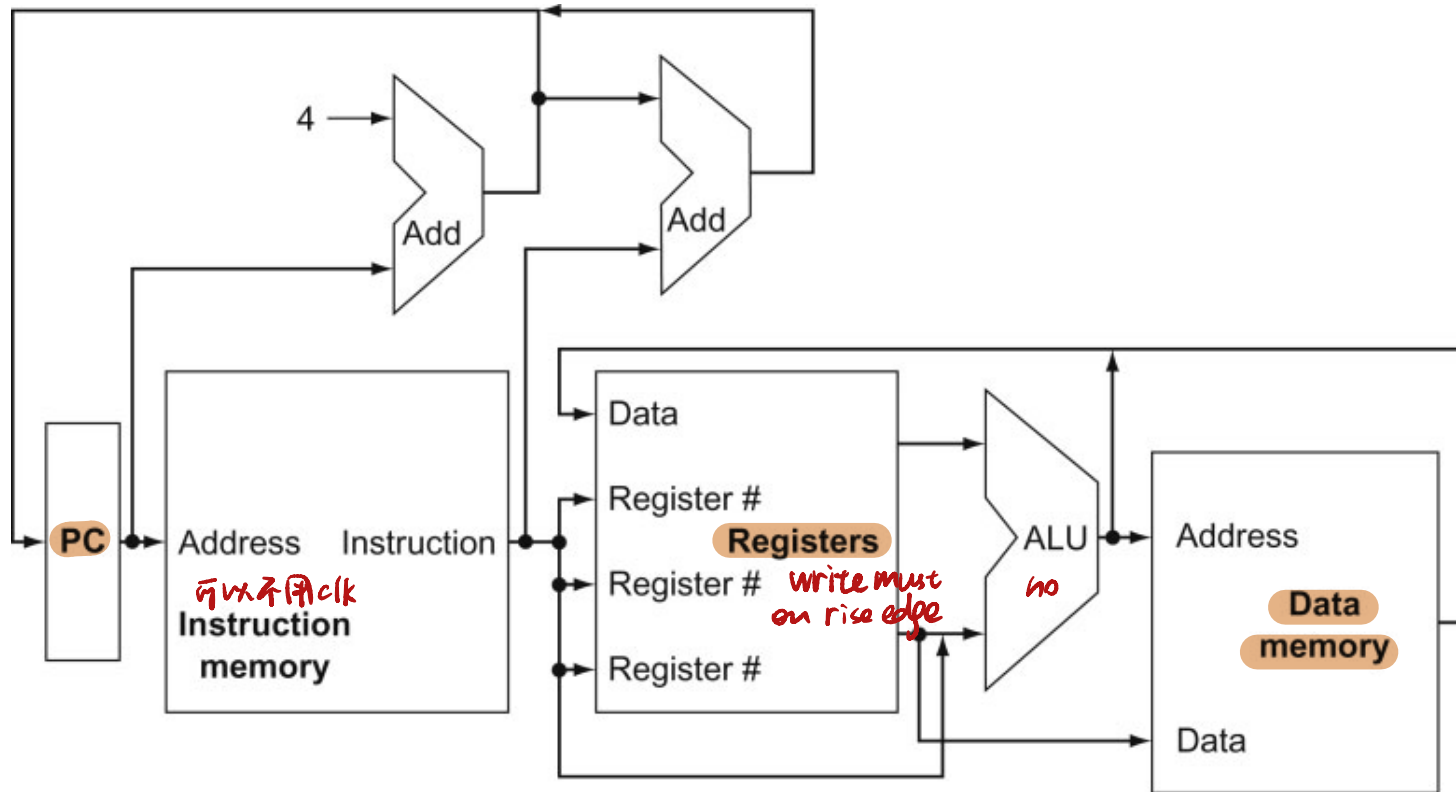 4
Add
Add
Data
Register #
Registers
Register #
write must
on rise edge
Register #
PC
Address
Instruction
可以不用clk
Instruction
memory
ALU
no
Address
Data
memory
Data